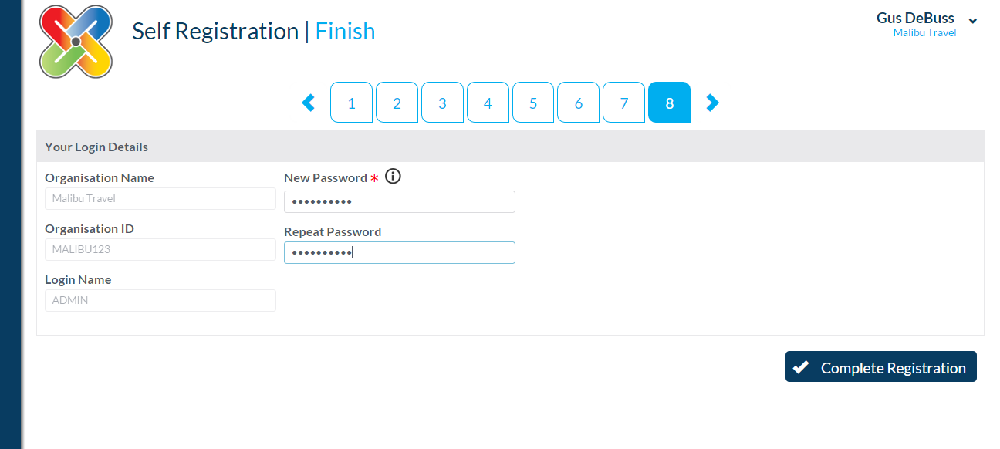 Self Registration | Finish
Gus DeBuss
Malibu Travel
1 2 3 4 5 6 7 8
Your Login Details
Organisation Name
Malibu Travel
Organisation ID
MALIBU123
Login Name
ADMIN
New Password *
••••••••••
Repeat Password
••••••••••
Complete Registration